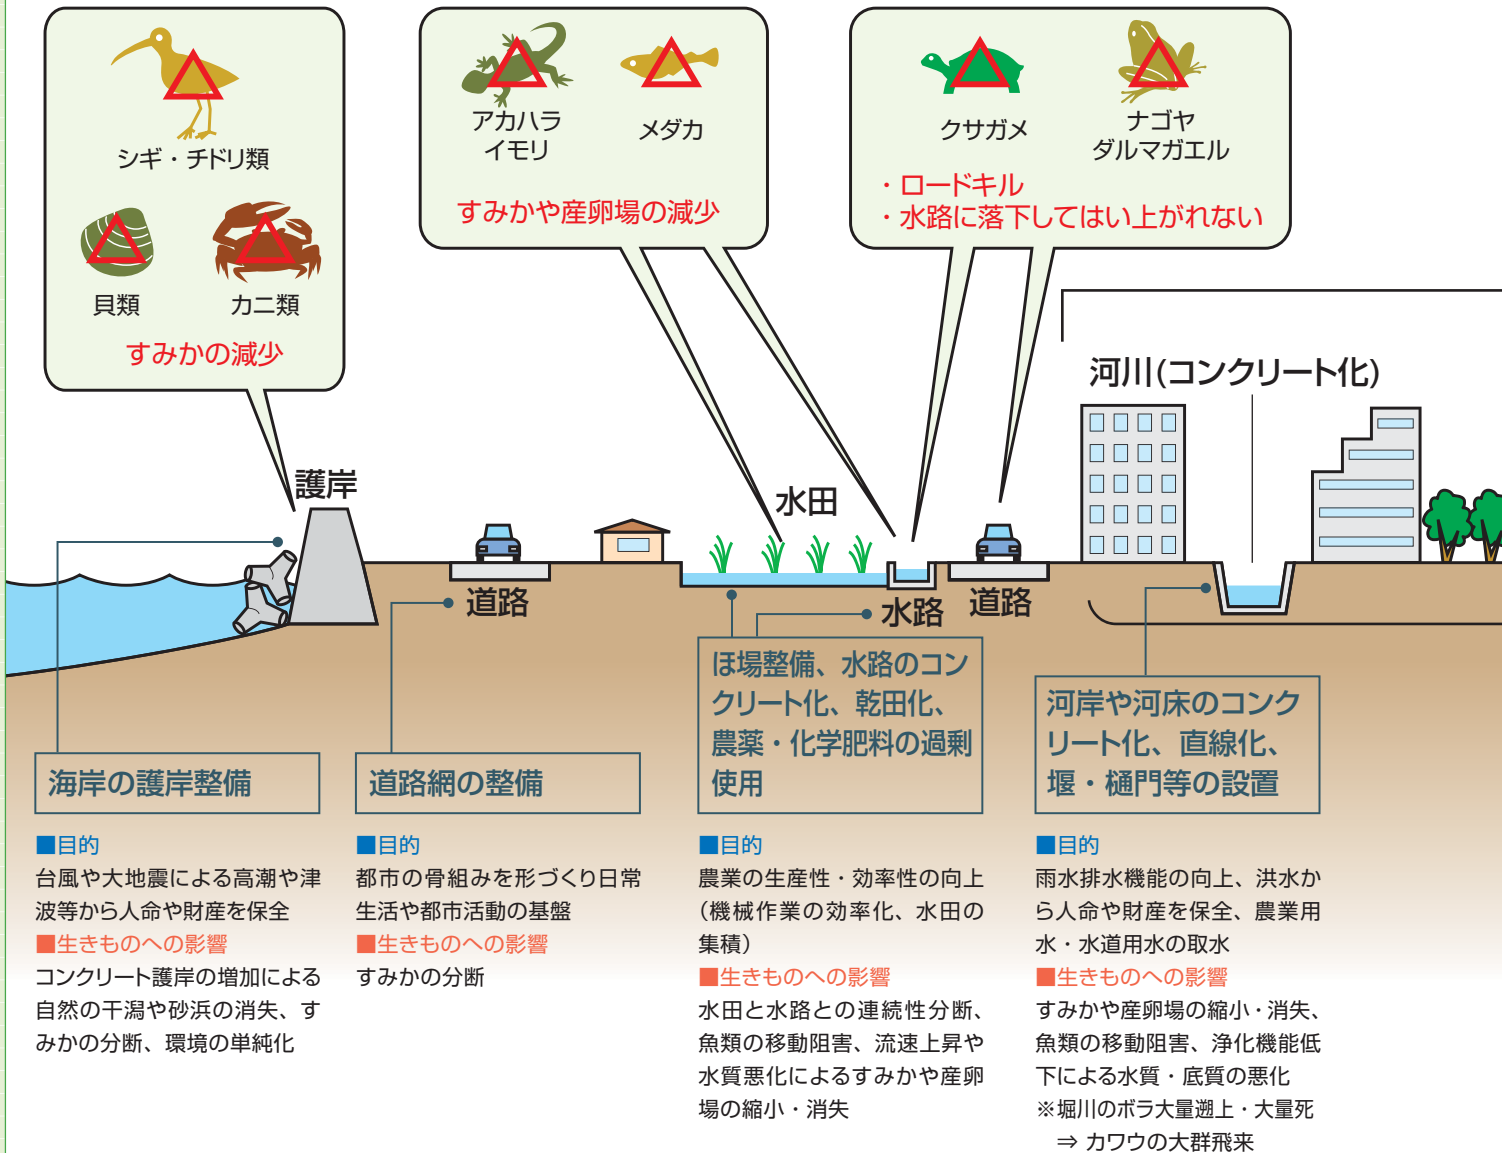 シギ・チドリ類
貝類
カニ類
すみかの減少
アカハラ
イモリ
メダカ
すみかや産卵場の減少
クサガメ
ナゴヤ
ダルマガエル
・ロードキル
・水路に落下してはい上がれない
河川(コンクリート化)
護岸
水田
道路
水路
道路
海岸の護岸整備
■目的
台風や大地震による高潮や津
波等から人命や財産を保全
■生きものへの影響
コンクリート護岸の増加による
自然の干潟や砂浜の消失、す
みかの分断、環境の単純化
道路網の整備
■目的
都市の骨組みを形づくり日常
生活や都市活動の基盤
■生きものへの影響
すみかの分断
ほ場整備、水路のコン
クリート化、乾田化、
農薬・化学肥料の過剰
使用
■目的
農業の生産性・効率性の向上
（機械作業の効率化、水田の
集積）
■生きものへの影響
水田と水路との連続性分断、
魚類の移動阻害、流速上昇や
水質悪化によるすみかや産卵
場の縮小・消失
河岸や河床のコンク
リート化、直線化、
堰・樋門等の設置
■目的
雨水排水機能の向上、洪水か
ら人命や財産を保全、農業用
水・水道用水の取水
■生きものへの影響
すみかや産卵場の縮小・消失、
魚類の移動阻害、浄化機能低
下による水質・底質の悪化
※堀川のボラ大量遡上・大量死
⇒ カワウの大群飛来